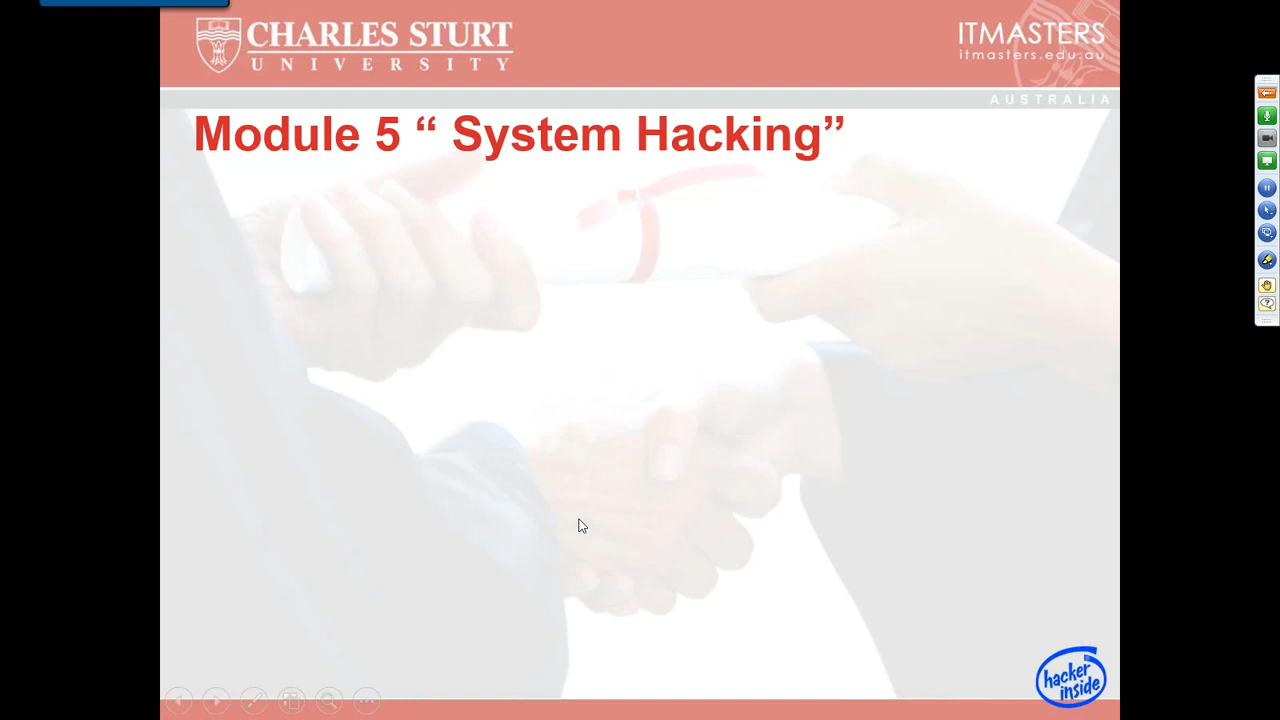 CHARLES STURT
UNIVERSITY
ITMASTERS
itmasters.edu.au
AUSTRALIA
Module 5 “ System Hacking”
hacker
inside